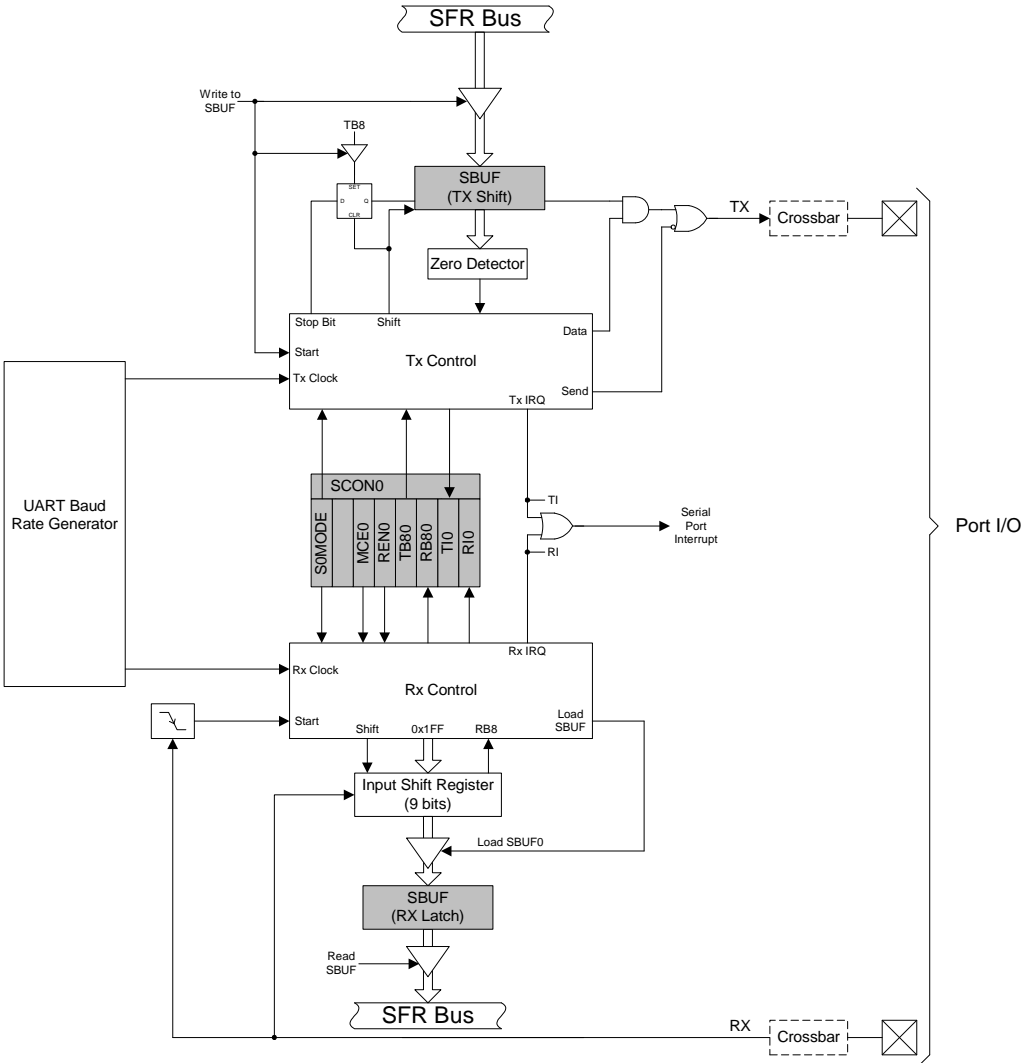 SFR Bus
Write to
SBUF
TB8
SET
D
Q
CLR
SBUF
(TX Shift)
TX
Crossbar
Zero Detector
Stop Bit
Shift
Data
Start
Tx Control
Tx Clock
Send
Tx IRQ
UART Baud
Rate Generator
SCON0
S0MODE
MCE0
REN0
TB80
RB80
TI0
RI0
TI
RI
Serial
Port
Interrupt
Port I/O
Rx IRQ
Rx Clock
Rx Control
Start
Load
SBUF
Shift
0x1FF
RB8
Input Shift Register
(9 bits)
Load SBUF0
SBUF
(RX Latch)
Read
SBUF
SFR Bus
RX
Crossbar